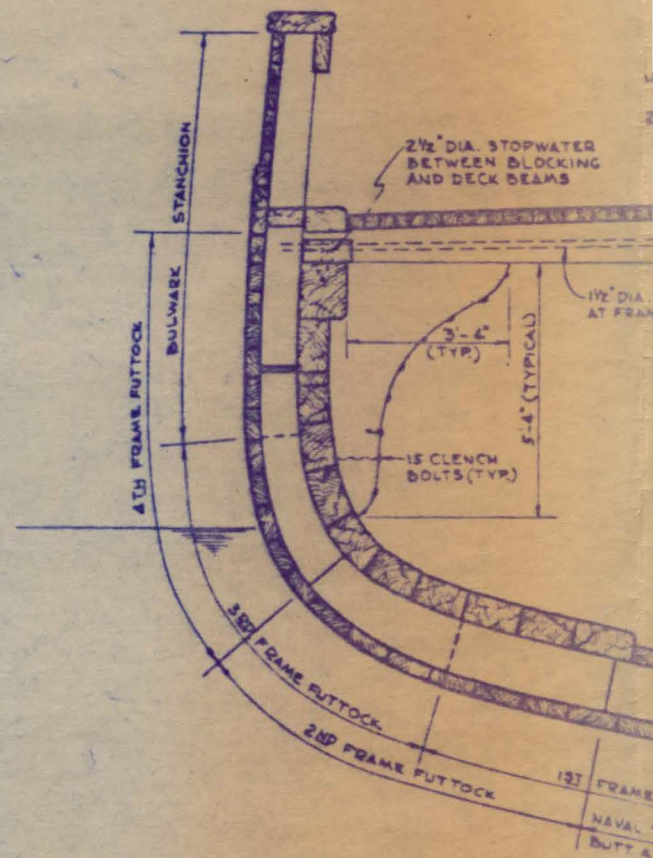 2½" DIA. STOPWATER
BETWEEN BLOCKING
AND DECK BEAMS
STANCHION
BULWARK
4TH FRAME FUTTOCK
1½" DIA.
AT FRAM
3'-4"
(TYP.)
5'-4" (TYPICAL)
15 CLENCH
BOLTS (TYP.)
3RD FRAME FUTTOCK
2ND FRAME FUTTOCK
1ST FRAME
NAVAL
BUTT A